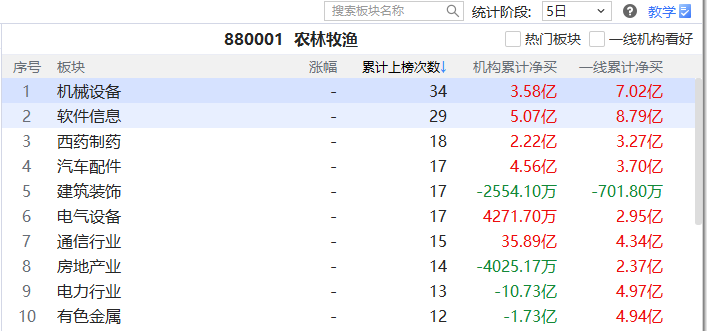 搜索板块名称 统计阶段: 5日 ? 教学
880001 农林牧渔 热门板块 一线机构看好
序号 板块 涨幅 累计上榜次数↓ 机构累计净买 一线累计净买
1 机械设备 - 34 3.58亿 7.02亿
2 软件信息 - 29 5.07亿 8.79亿
3 西药制药 - 18 2.22亿 3.27亿
4 汽车配件 - 17 4.56亿 3.70亿
5 建筑装饰 - 17 -2554.10万 -701.80万
6 电气设备 - 17 4271.70万 2.95亿
7 通信行业 - 15 35.89亿 4.34亿
8 房地产业 - 14 -4025.17万 2.37亿
9 电力行业 - 13 -10.73亿 4.97亿
10 有色金属 - 12 -1.73亿 4.94亿